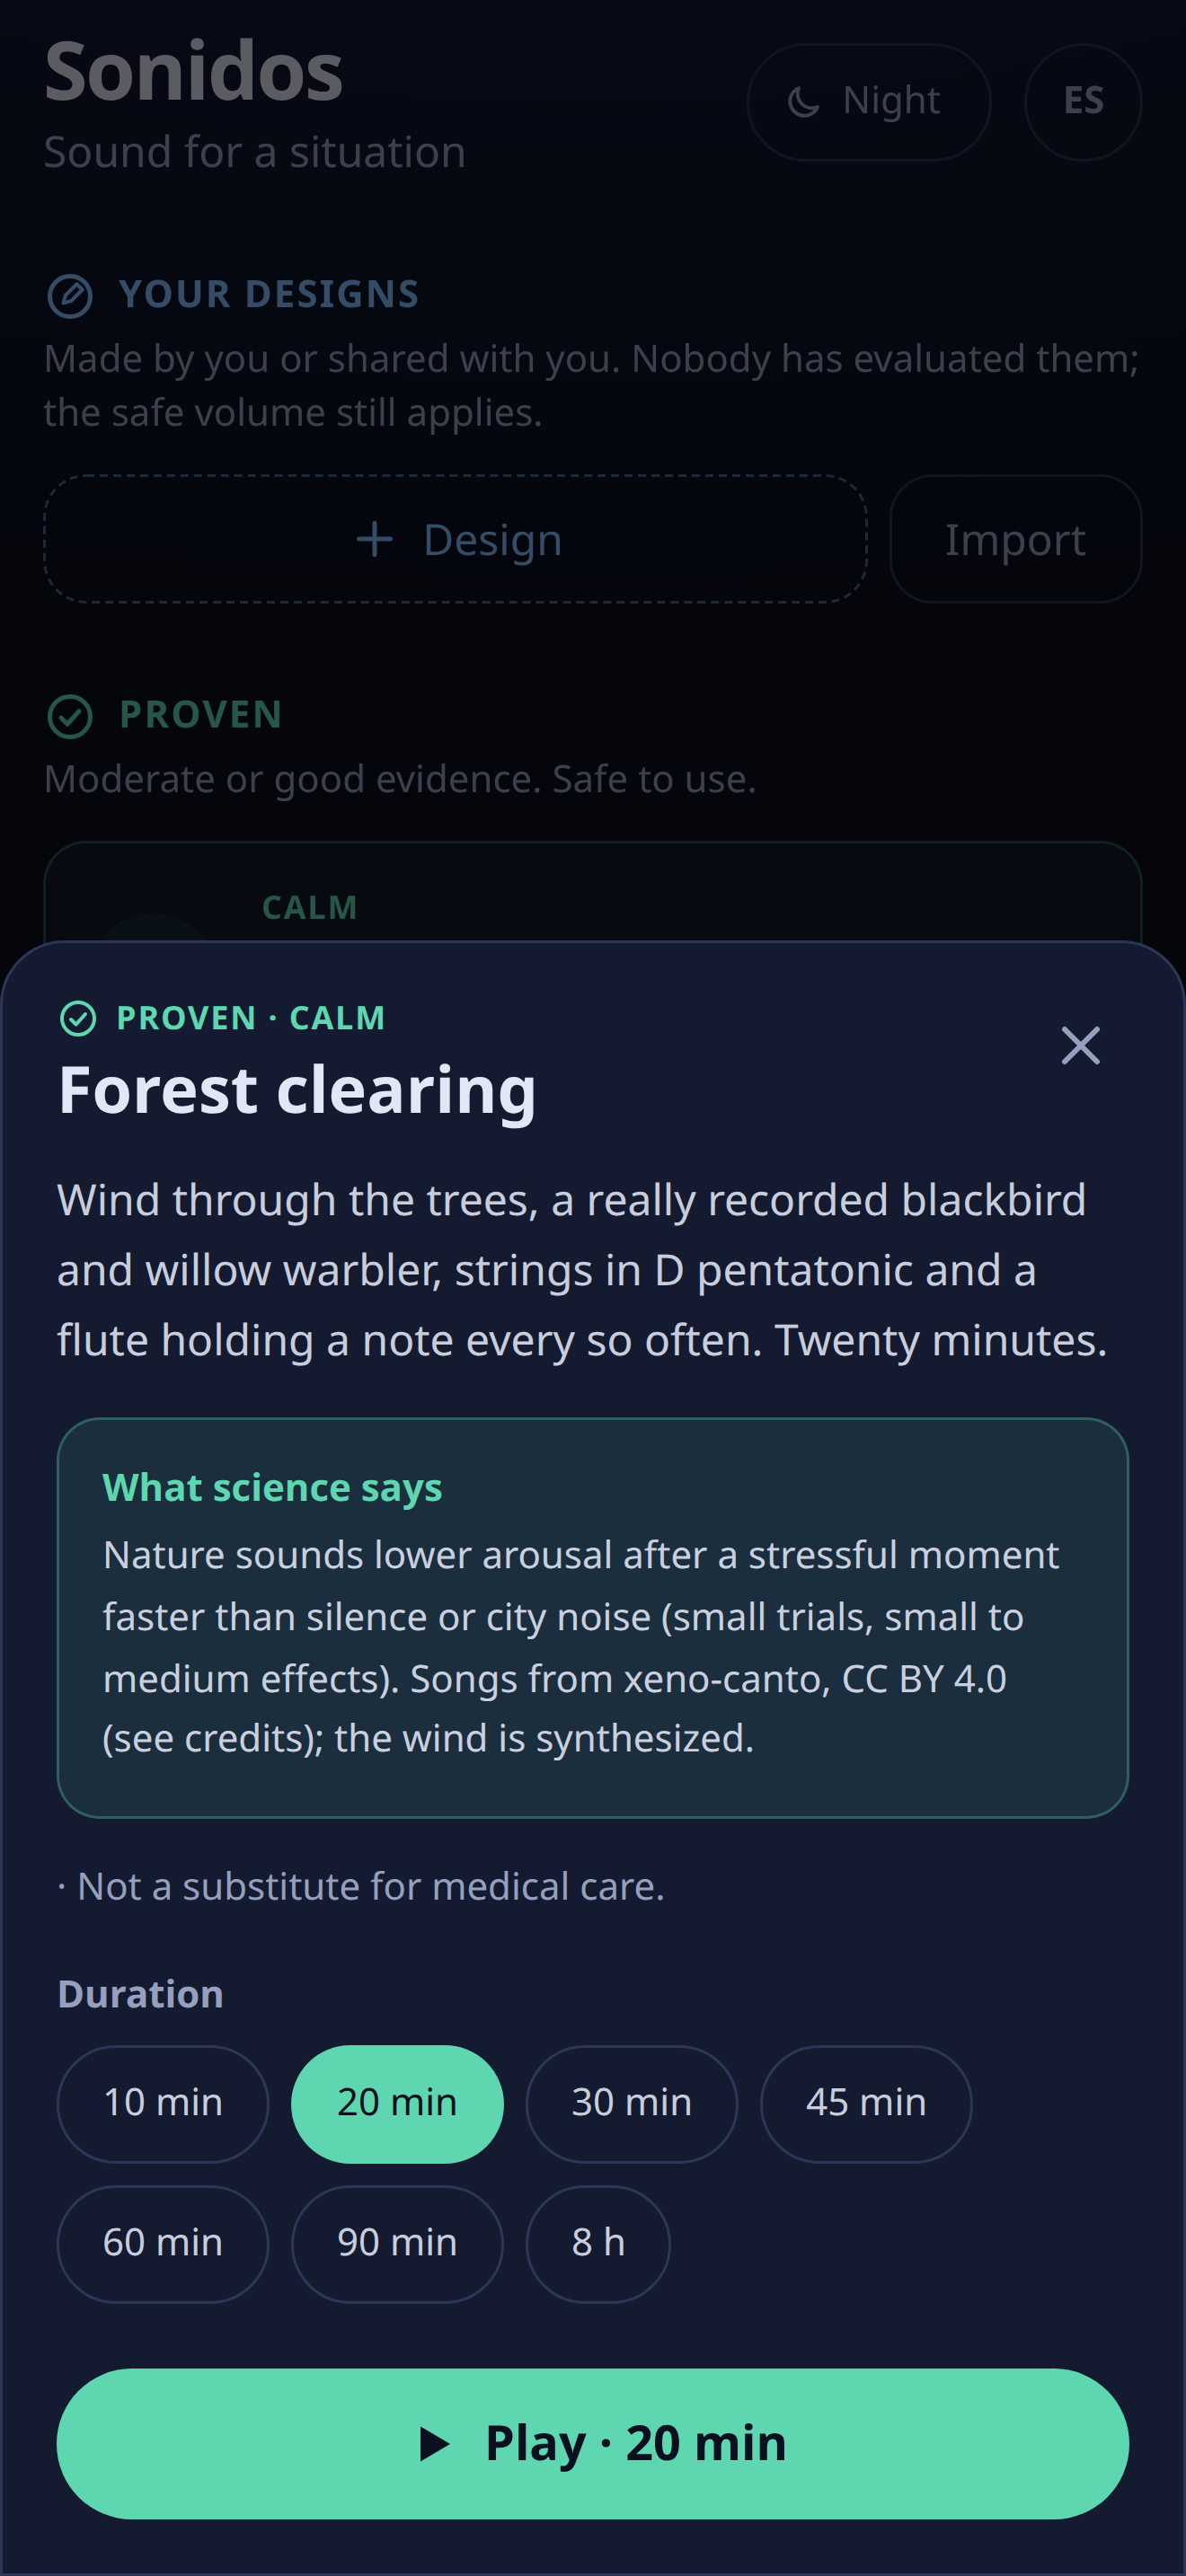 Sonidos
Sound for a situation
Night
ES
YOUR DESIGNS
Made by you or shared with you. Nobody has evaluated them;
the safe volume still applies.
Design
Import
PROVEN
Moderate or good evidence. Safe to use.
CALM
PROVEN · CALM
Forest clearing
Wind through the trees, a really recorded blackbird
and willow warbler, strings in D pentatonic and a
flute holding a note every so often. Twenty minutes.
What science says
Nature sounds lower arousal after a stressful moment
faster than silence or city noise (small trials, small to
medium effects). Songs from xeno-canto, CC BY 4.0
(see credits); the wind is synthesized.
· Not a substitute for medical care.
Duration
10 min
20 min
30 min
45 min
60 min
90 min
8 h
Play · 20 min